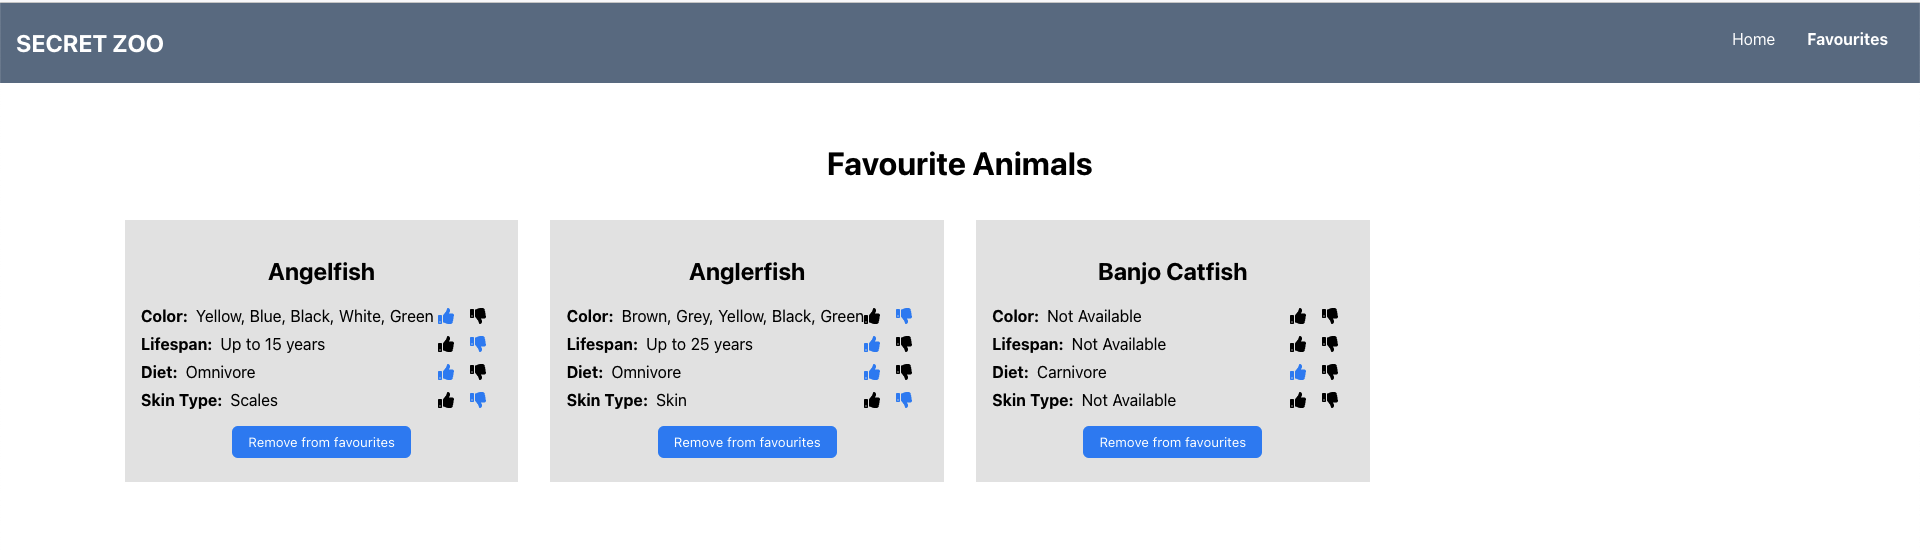 SECRET ZOO
Home Favourites
Favourite Animals
Angelfish
Color: Yellow, Blue, Black, White, Green
Lifespan: Up to 15 years
Diet: Omnivore
Skin Type: Scales
Remove from favourites
Anglerfish
Color: Brown, Grey, Yellow, Black, Green
Lifespan: Up to 25 years
Diet: Omnivore
Skin Type: Skin
Remove from favourites
Banjo Catfish
Color: Not Available
Lifespan: Not Available
Diet: Carnivore
Skin Type: Not Available
Remove from favourites